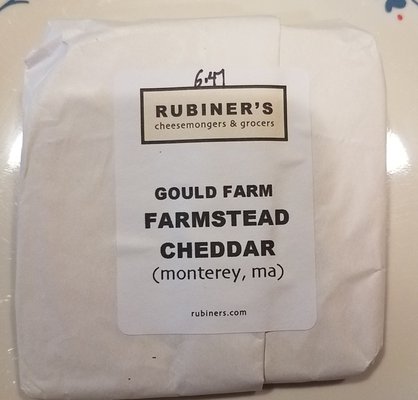 6.47
RUBINER'S
cheesemongers & grocers
GOULD FARM
FARMSTEAD
CHEDDAR
(monterey, ma)
rubiners.com